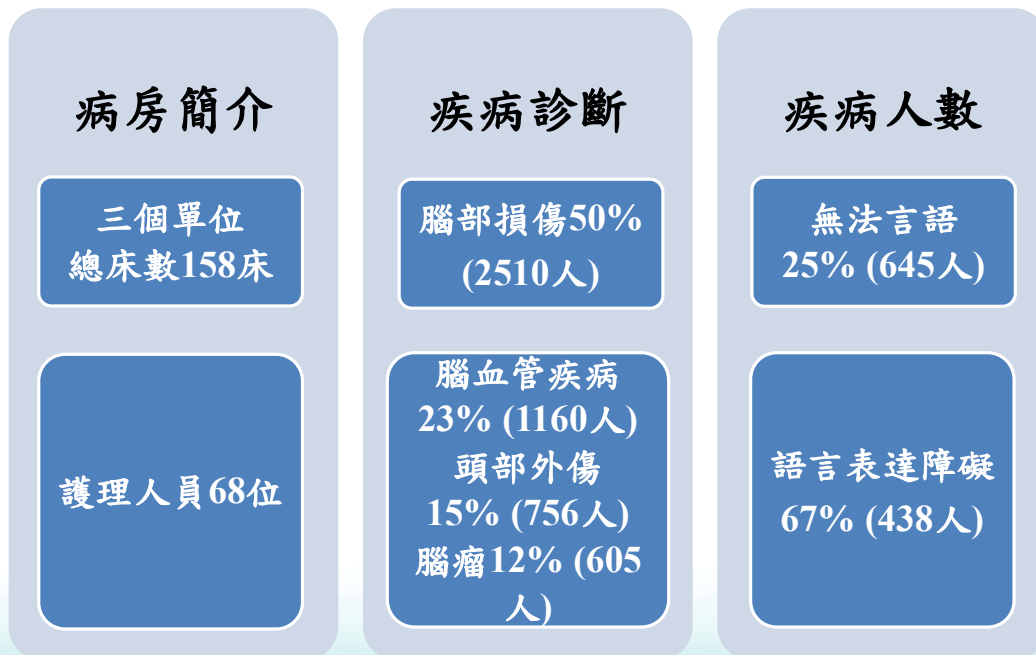 病房簡介
三個單位
總床數158床
護理人員68位
疾病診斷
腦部損傷50%
(2510人)
腦血管疾病
23% (1160人)
頭部外傷
15% (756人)
腦瘤12% (605
人)
疾病人數
無法言語
25% (645人)
語言表達障礙
67% (438人)